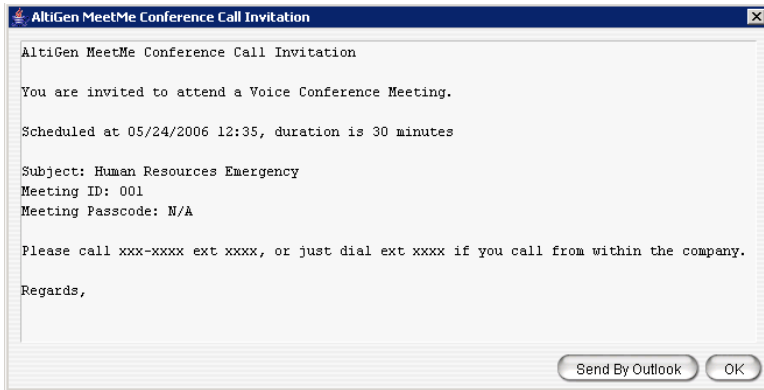 AltiGen MeetMe Conference Call Invitation
AltiGen MeetMe Conference Call Invitation
You are invited to attend a Voice Conference Meeting.
Scheduled at 05/24/2006 12:35, duration is 30 minutes
Subject: Human Resources Emergency
Meeting ID: 001
Meeting Passcode: N/A
Please call xxx-xxxx ext xxxx, or just dial ext xxxx if you call from within the company.
Regards,
Send By Outlook OK